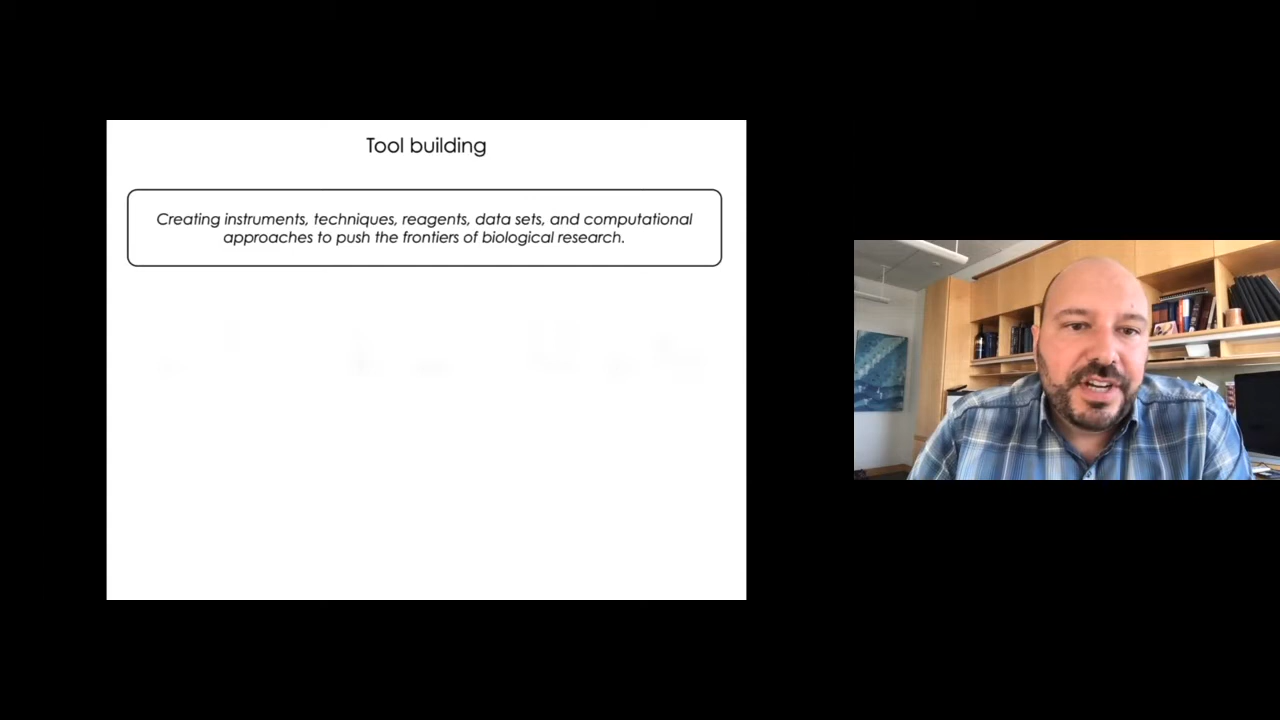 Tool building
Creating instruments, techniques, reagents, data sets, and computational
approaches to push the frontiers of biological research.